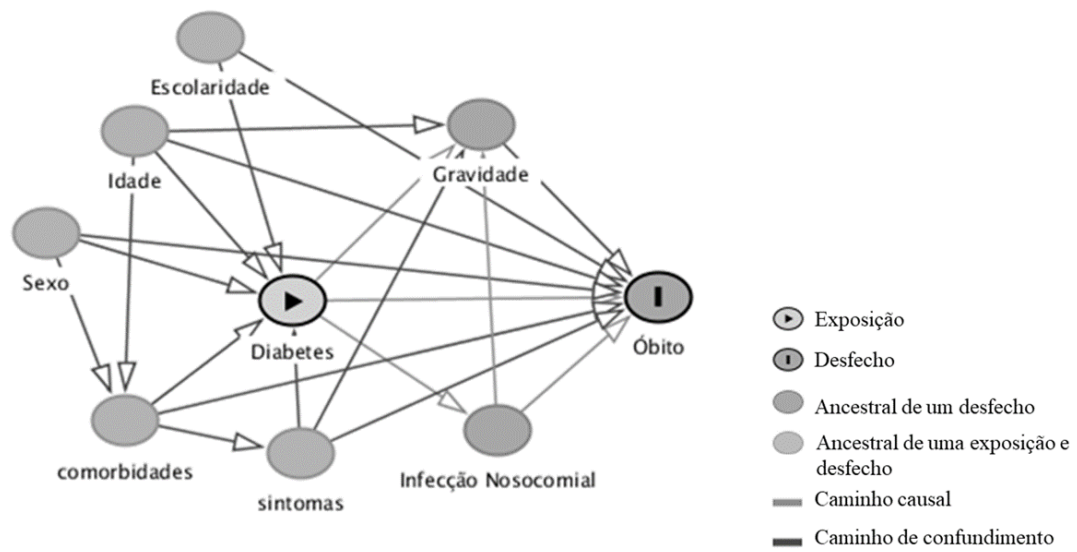 Escolaridade
Idade
Gravidade
Sexo
Diabetes
Óbito
comorbidades
sintomas
Infecção Nosocomial
Exposição
Desfecho
Ancestral de um desfecho
Ancestral de uma exposição e
desfecho
Caminho causal
Caminho de confundimento